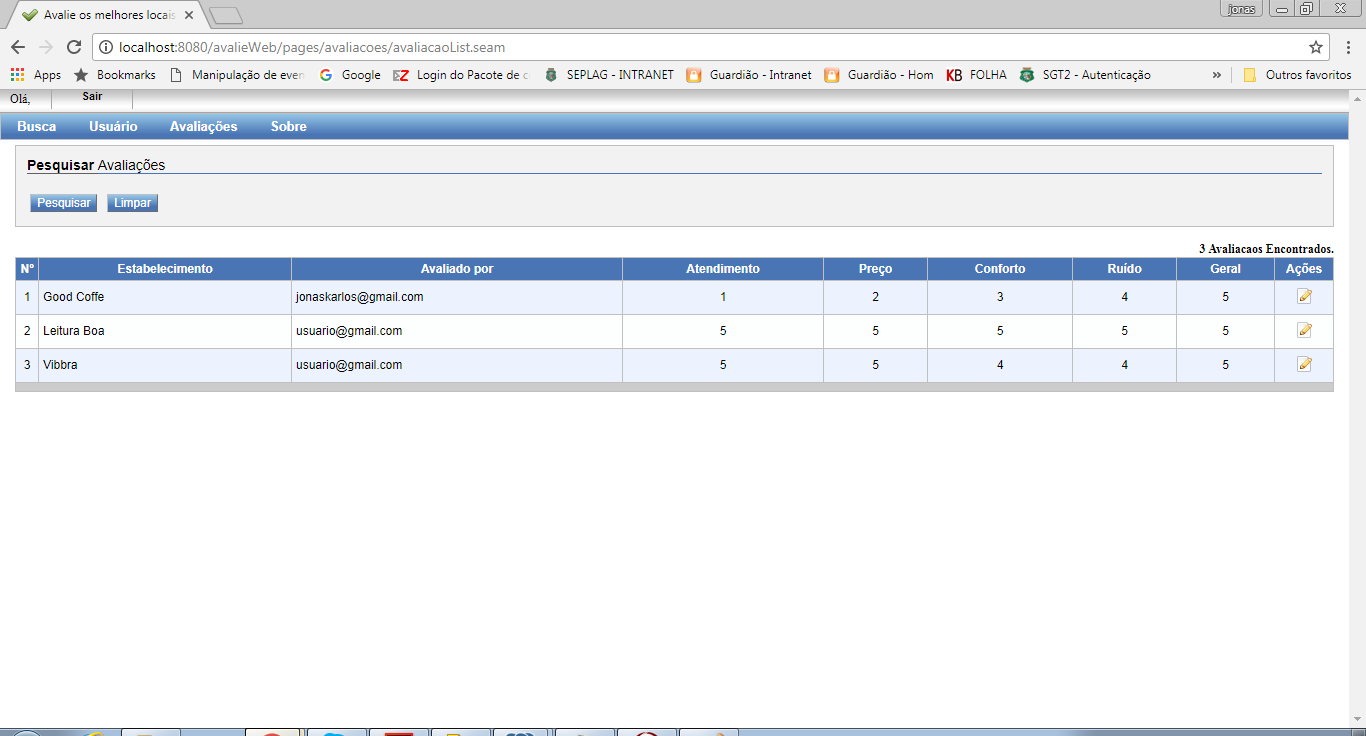 Avalie os melhores locais
jonas
localhost:8080/avalieWeb/pages/avaliacoes/avaliacaoList.seam
Apps Bookmarks Manipulação de even Google Login do Pacote de c SEPLAG - INTRANET Guardião - Intranet Guardião - Hom KB FOLHA SGT2 - Autenticação » Outros favoritos
Olá, Sair
Busca Usuário Avaliações Sobre
Pesquisar Avaliações
Pesquisar Limpar
3 Avaliacaos Encontrados.
Nº Estabelecimento Avaliado por Atendimento Preço Conforto Ruído Geral Ações
1 Good Coffe jonaskarlos@gmail.com 1 2 3 4 5
2 Leitura Boa usuario@gmail.com 5 5 5 5 5
3 Vibbra usuario@gmail.com 5 5 4 4 5